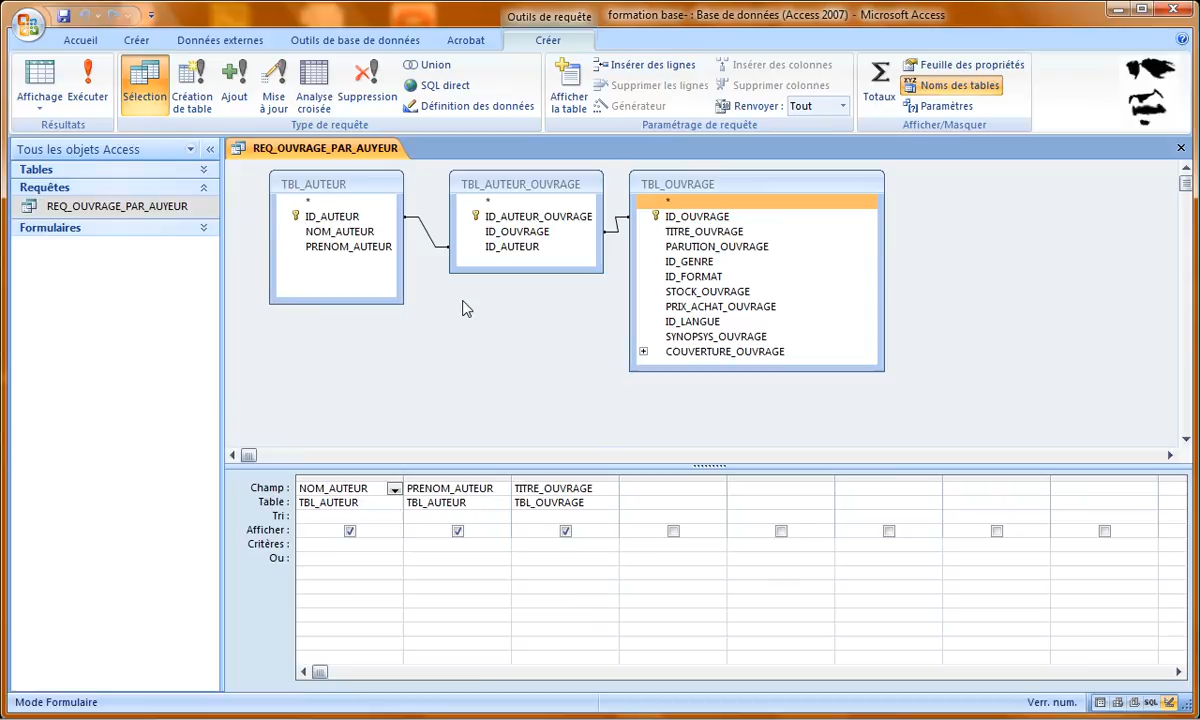 Outils de requête
formation base- : Base de données (Access 2007) - Microsoft Access
Accueil
Créer
Données externes
Outils de base de données
Acrobat
Créer
Affichage
Exécuter
Résultats
Sélection
Création de table
Ajout
Mise à jour
Analyse croisée
Suppression
Union
SQL direct
Définition des données
Type de requête
Afficher la table
Insérer des lignes
Supprimer les lignes
Générateur
Insérer des colonnes
Supprimer colonnes
Renvoyer : Tout
Paramétrage de requête
Totaux
Feuille des propriétés
XYZ
Noms des tables
Paramètres
Afficher/Masquer
Tous les objets Access
Tables
Requêtes
REQ_OUVRAGE_PAR_AUYEUR
Formulaires
REQ_OUVRAGE_PAR_AUYEUR
TBL_AUTEUR
*
ID_AUTEUR
NOM_AUTEUR
PRENOM_AUTEUR
TBL_AUTEUR_OUVRAGE
*
ID_AUTEUR_OUVRAGE
ID_OUVRAGE
ID_AUTEUR
TBL_OUVRAGE
*
ID_OUVRAGE
TITRE_OUVRAGE
PARUTION_OUVRAGE
ID_GENRE
ID_FORMAT
STOCK_OUVRAGE
PRIX_ACHAT_OUVRAGE
ID_LANGUE
SYNOPSYS_OUVRAGE
COUVERTURE_OUVRAGE
Champ : NOM_AUTEUR PRENOM_AUTEUR TITRE_OUVRAGE
Table : TBL_AUTEUR TBL_AUTEUR TBL_OUVRAGE
Tri :
Afficher :
Critères :
Ou :
Mode Formulaire
Verr. num.
SQL